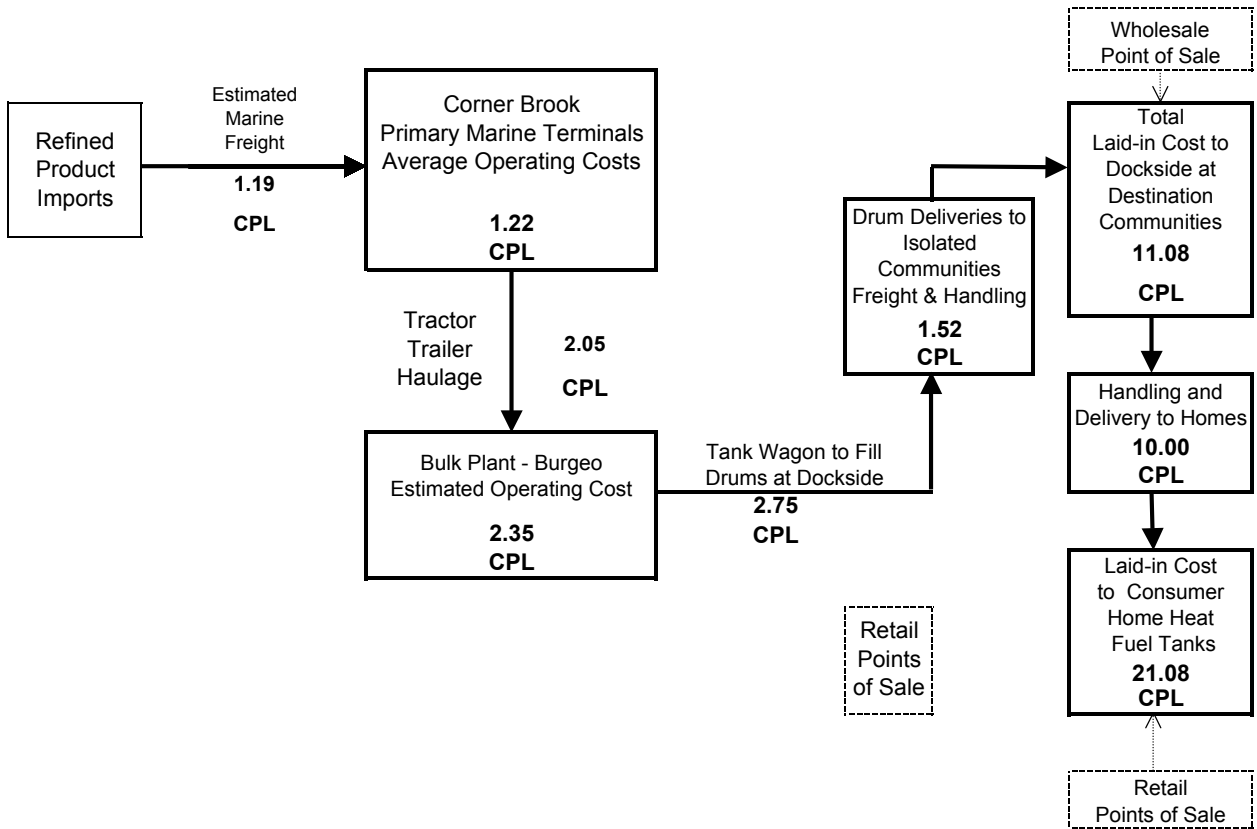 Refined
Product
Imports
Estimated
Marine
Freight
1.19
CPL
Corner Brook
Primary Marine Terminals
Average Operating Costs
1.22
CPL
Tractor
Trailer
Haulage
2.05
CPL
Bulk Plant - Burgeo
Estimated Operating Cost
2.35
CPL
Tank Wagon to Fill
Drums at Dockside
2.75
CPL
Drum Deliveries to
Isolated
Communities
Freight & Handling
1.52
CPL
Wholesale
Point of Sale
Total
Laid-in Cost to
Dockside at
Destination
Communities
11.08
CPL
Handling and
Delivery to Homes
10.00
CPL
Laid-in Cost
to Consumer
Home Heat
Fuel Tanks
21.08
CPL
Retail
Points
of Sale
Retail
Points of Sale